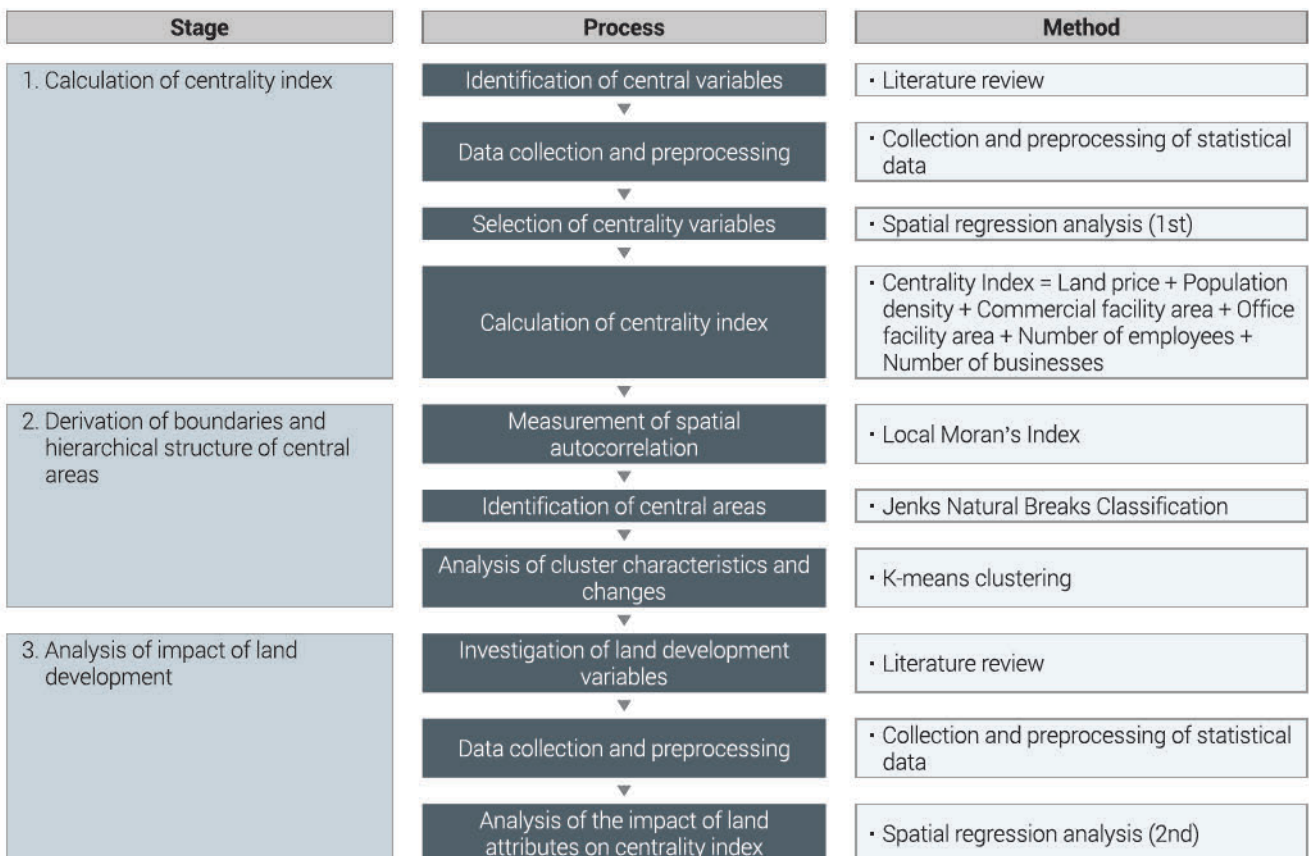 Stage
Process
Method
1. Calculation of centrality index
Identification of central variables
· Literature review
Data collection and preprocessing
· Collection and preprocessing of statistical
data
Selection of centrality variables
· Spatial regression analysis (1st)
Calculation of centrality index
· Centrality Index = Land price + Population
density + Commercial facility area + Office
facility area + Number of employees +
Number of businesses
2. Derivation of boundaries and
hierarchical structure of central
areas
Measurement of spatial
autocorrelation
· Local Moran's Index
Identification of central areas
· Jenks Natural Breaks Classification
Analysis of cluster characteristics and
changes
· K-means clustering
3. Analysis of impact of land
development
Investigation of land development
variables
· Literature review
Data collection and preprocessing
· Collection and preprocessing of statistical
data
Analysis of the impact of land
attributes on centrality index
· Spatial regression analysis (2nd)